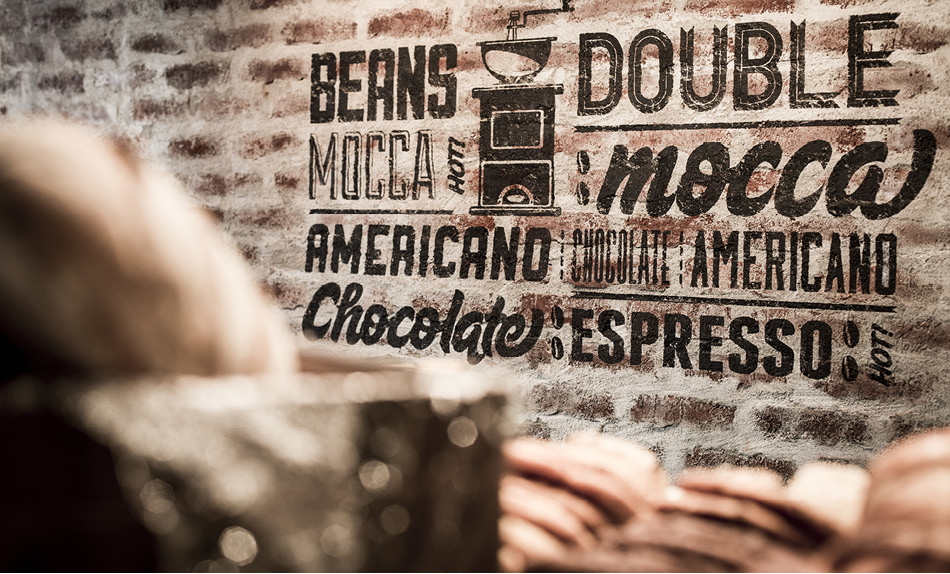 BEANS
MOCCA HOT!
DOUBLE
mocca
AMERICANO CHOCOLATE AMERICANO
Chocolate ESPRESSO HOT!